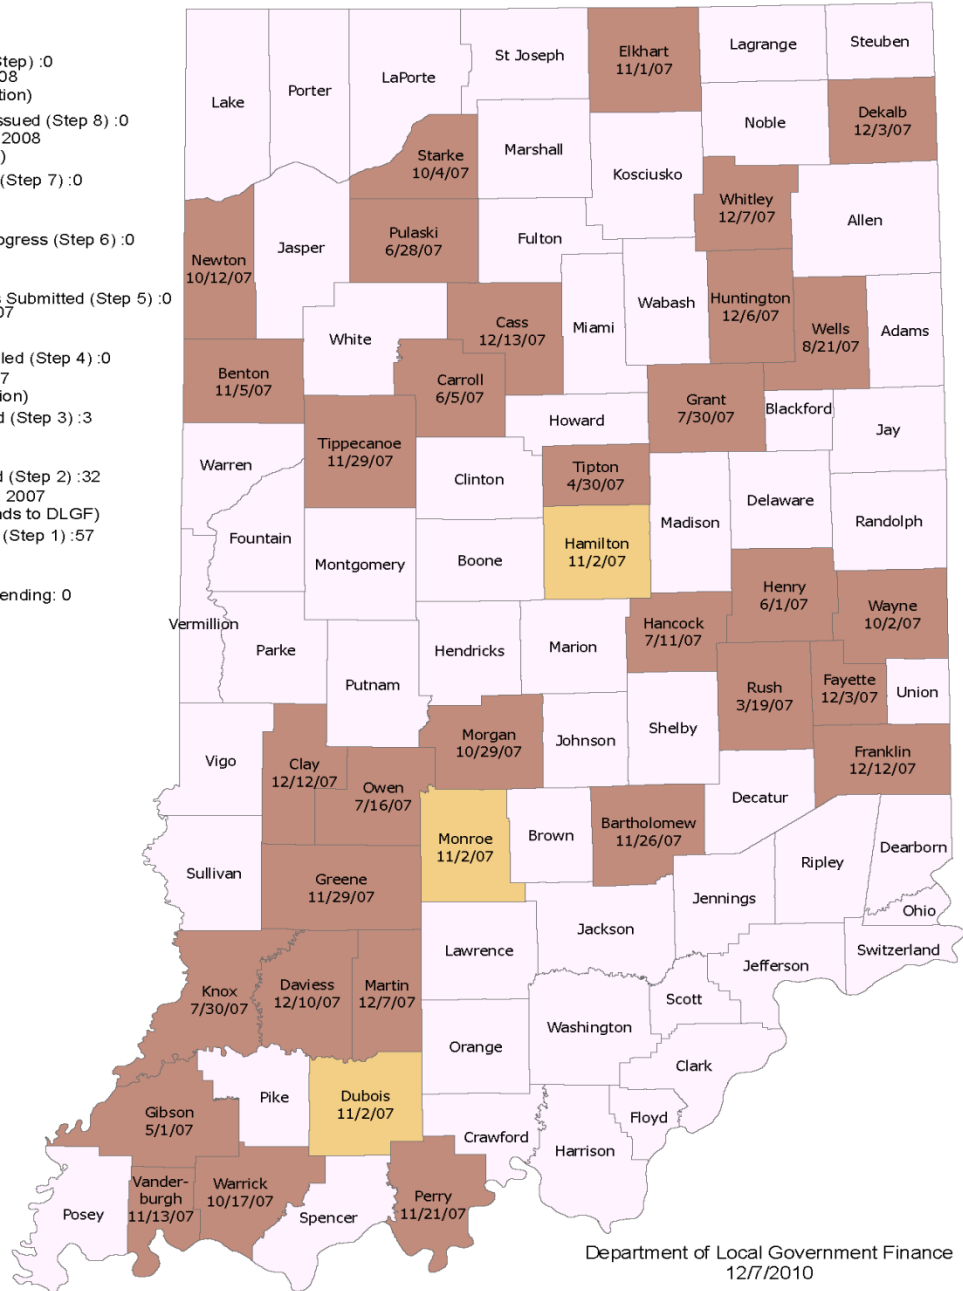 Step) :0
08
tion)
ssued (Step 8) :0
2008
)
(Step 7) :0
ogress (Step 6) :0
s Submitted (Step 5) :0
07
led (Step 4) :0
7
ion)
d (Step 3) :3
d (Step 2) :32
2007
nds to DLGF)
(Step 1) :57
ending: 0
Lake
Porter
LaPorte
St Joseph
Elkhart
11/1/07
Lagrange
Steuben
Noble
Dekalb
12/3/07
Starke
10/4/07
Marshall
Kosciusko
Whitley
12/7/07
Allen
Newton
10/12/07
Jasper
Pulaski
6/28/07
Fulton
Miami
Wabash
Huntington
12/6/07
Wells
8/21/07
Adams
White
Cass
12/13/07
Benton
11/5/07
Carroll
6/5/07
Grant
7/30/07
Blackford
Jay
Howard
Tippecanoe
11/29/07
Warren
Clinton
Tipton
4/30/07
Madison
Delaware
Randolph
Fountain
Montgomery
Boone
Hamilton
11/2/07
Henry
6/1/07
Wayne
10/2/07
Vermillion
Parke
Putnam
Hendricks
Marion
Hancock
7/11/07
Rush
3/19/07
Fayette
12/3/07
Union
Vigo
Clay
12/12/07
Owen
7/16/07
Morgan
10/29/07
Johnson
Shelby
Franklin
12/12/07
Decatur
Sullivan
Greene
11/29/07
Monroe
11/2/07
Brown
Bartholomew
11/26/07
Jennings
Ripley
Dearborn
Ohio
Switzerland
Jefferson
Knox
7/30/07
Daviess
12/10/07
Martin
12/7/07
Lawrence
Jackson
Washington
Scott
Clark
Orange
Gibson
5/1/07
Pike
Dubois
11/2/07
Crawford
Harrison
Floyd
Posey
Vander-
burgh
11/13/07
Warrick
10/17/07
Spencer
Perry
11/21/07
Department of Local Government Finance
12/7/2010